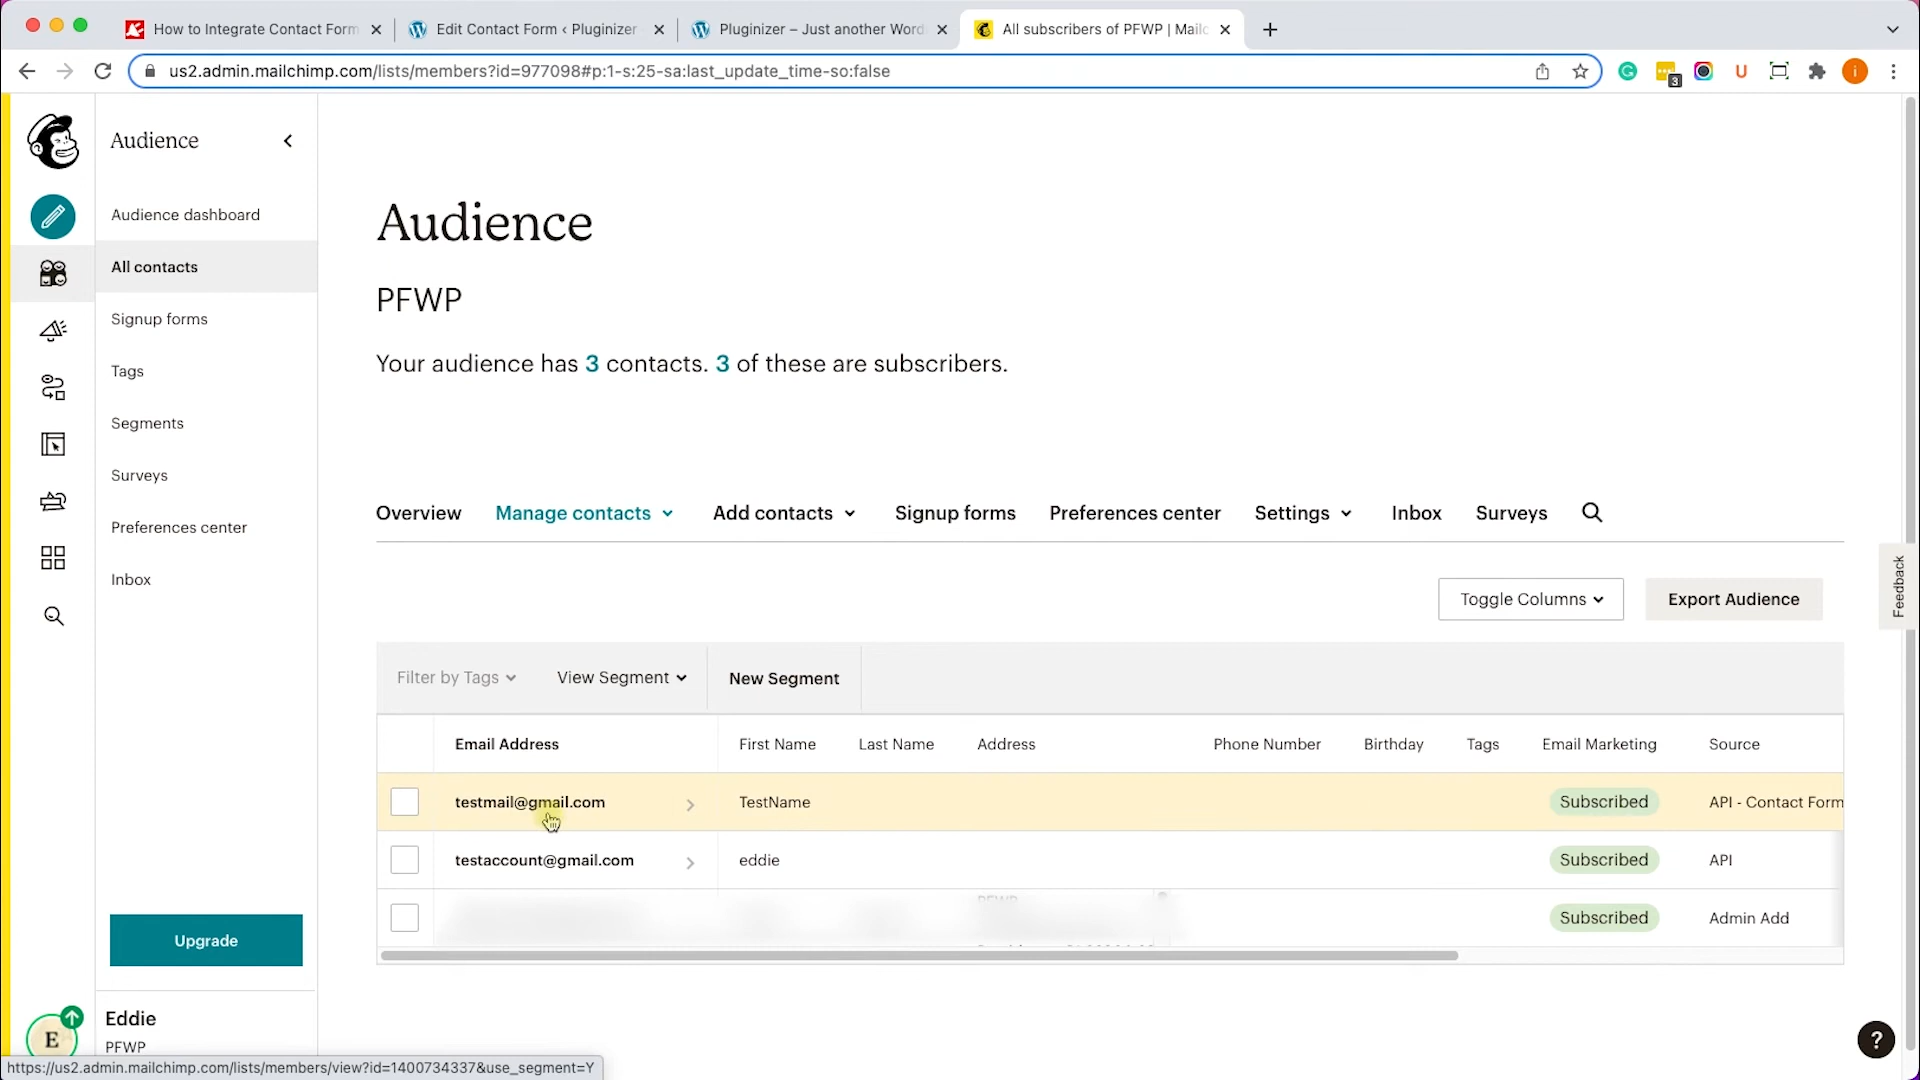 How to Integrate Contact Form
Edit Contact Form ‹ Pluginizer
Pluginizer – Just another Word
All subscribers of PFWP | Mailc
us2.admin.mailchimp.com/lists/members?id=977098#p:1-s:25-sa:last_update_time-so:false
3
U
i
Audience
Audience dashboard
All contacts
Signup forms
Tags
Segments
Surveys
Preferences center
Inbox
Upgrade
E
Eddie
PFWP
Audience
PFWP
Your audience has 3 contacts. 3 of these are subscribers.
Overview Manage contacts Add contacts Signup forms Preferences center Settings Inbox Surveys
Toggle Columns Export Audience
Feedback
Filter by Tags View Segment New Segment
Email Address First Name Last Name Address Phone Number Birthday Tags Email Marketing Source
testmail@gmail.com TestName Subscribed API - Contact Form
testaccount@gmail.com eddie Subscribed API
PFWP
Subscribed Admin Add
?
https://us2.admin.mailchimp.com/lists/members/view?id=1400734337&use_segment=Y